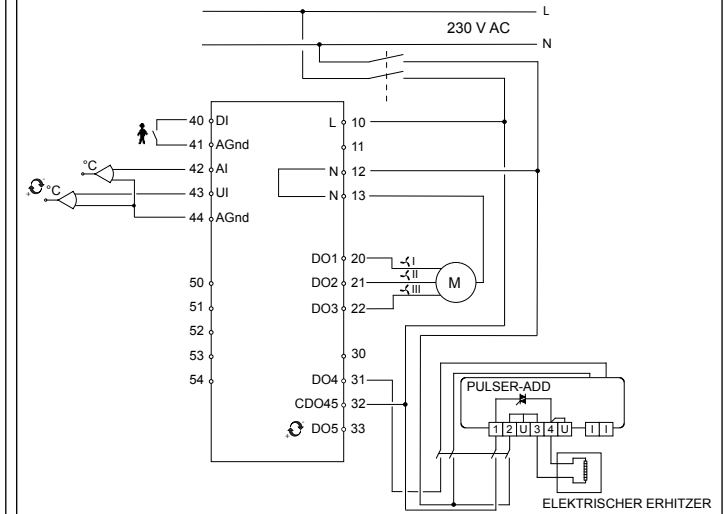 L
230 V AC
N
40 DI
L 10
41 AGnd
11
°C
42 AI
N 12
°C
43 UI
N 13
44 AGnd
DO1 20
I
50
DO2 21
II
M
51
DO3 22
III
52
53
30
54
DO4 31
PULSER-ADD
CDO45 32
DO5 33
1 2 U 3 4 U I I
ELEKTRISCHER ERHITZER